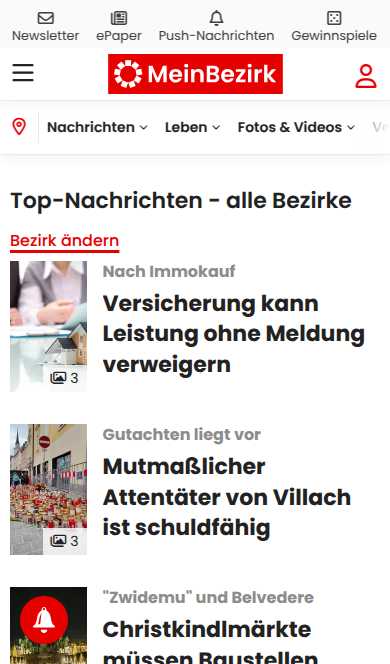 Newsletter ePaper Push-Nachrichten Gewinnspiele
MeinBezirk
Nachrichten Leben Fotos & Videos Ve
Top-Nachrichten - alle Bezirke
Bezirk ändern
Nach Immokauf
Versicherung kann
Leistung ohne Meldung
verweigern
3
Gutachten liegt vor
Mutmaßlicher
Attentäter von Villach
ist schuldfähig
3
"Zwidemu" und Belvedere
Christkindlmärkte
müssen Baustellen